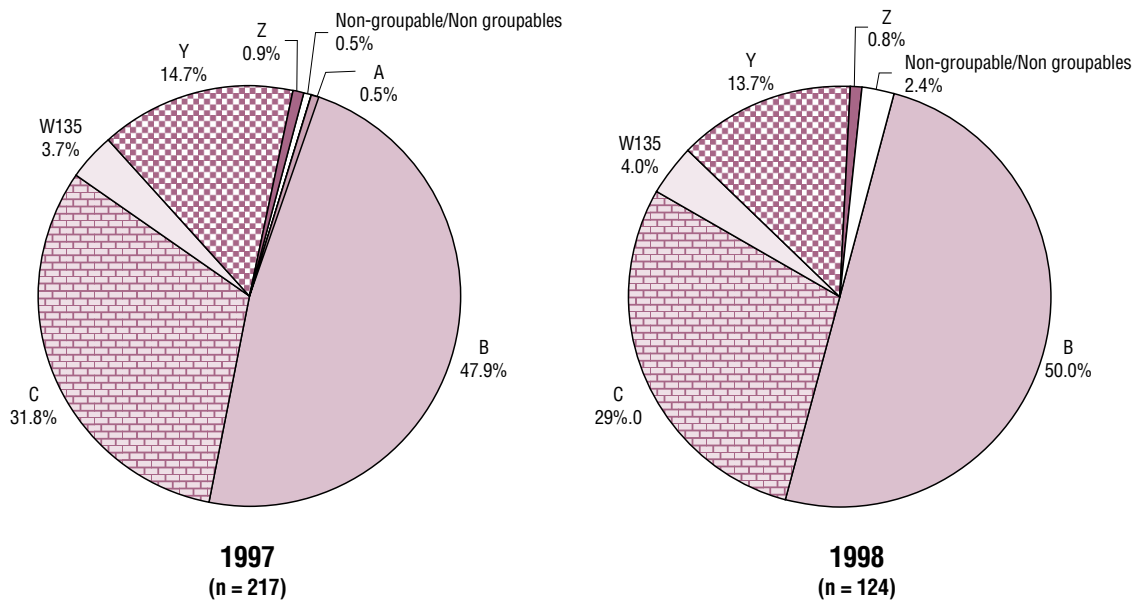 Z
0.9%
Non-groupable/Non groupables
0.5%
A
0.5%
Y
14.7%
W135
3.7%
C
31.8%
B
47.9%
1997
(n = 217)
Z
0.8%
Non-groupable/Non groupables
2.4%
Y
13.7%
W135
4.0%
C
29%.0
B
50.0%
1998
(n = 124)